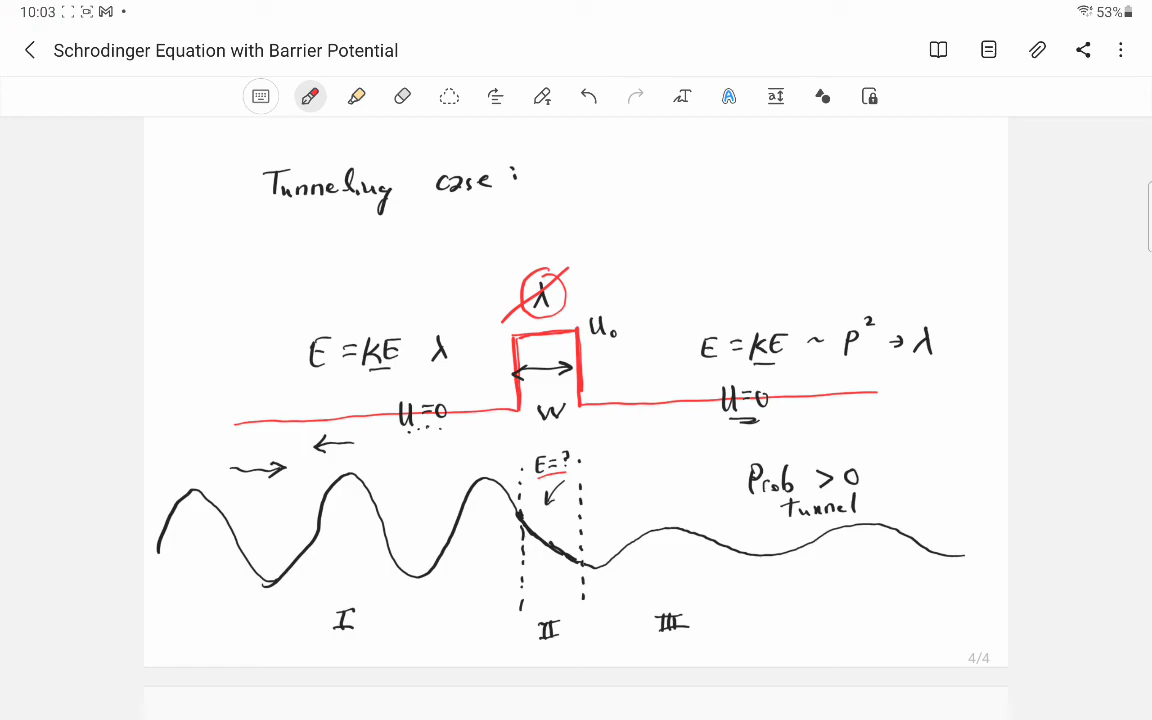 10:03
53%
Schrodinger Equation with Barrier Potential
Tunneling case:
λ
U₀
E = KE λ
E = KE ~ P² → λ
U=0
W
U=0
E=?
Prob > 0
tunnel
I
II
III
4/4